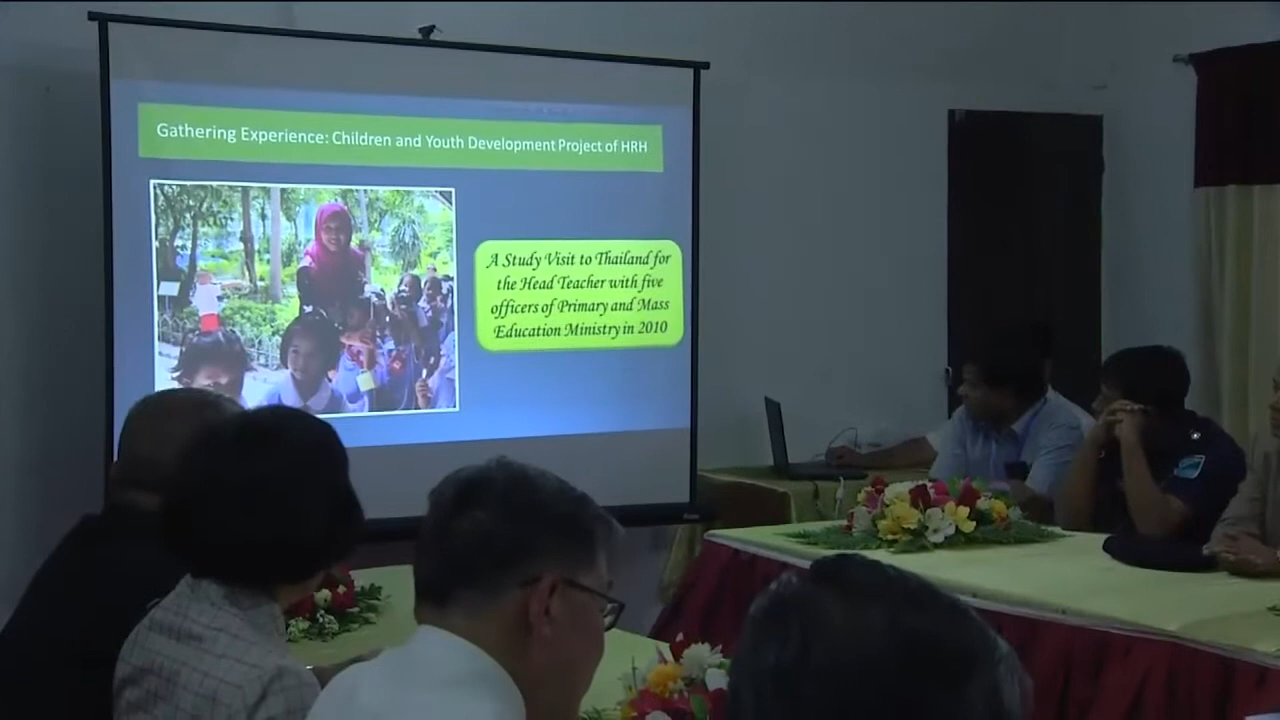 Gathering Experience: Children and Youth Development Project of HRH
A Study Visit to Thailand for
the Head Teacher with five
officers of Primary and Mass
Education Ministry in 2010